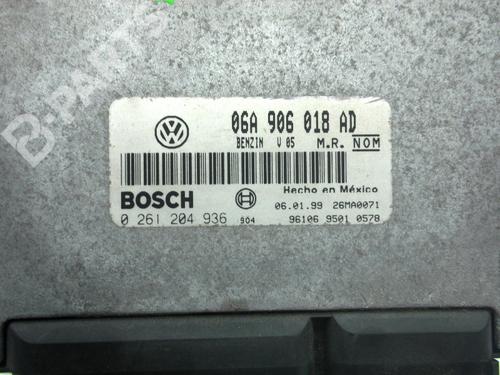 B-PARTS
VW
06A 906 018 AD
BENZIN V 05 M.R. NOM
BOSCH
Hecho en México
0 261 204 936 904
06.01.99 26MA0071
96106 9501 0578